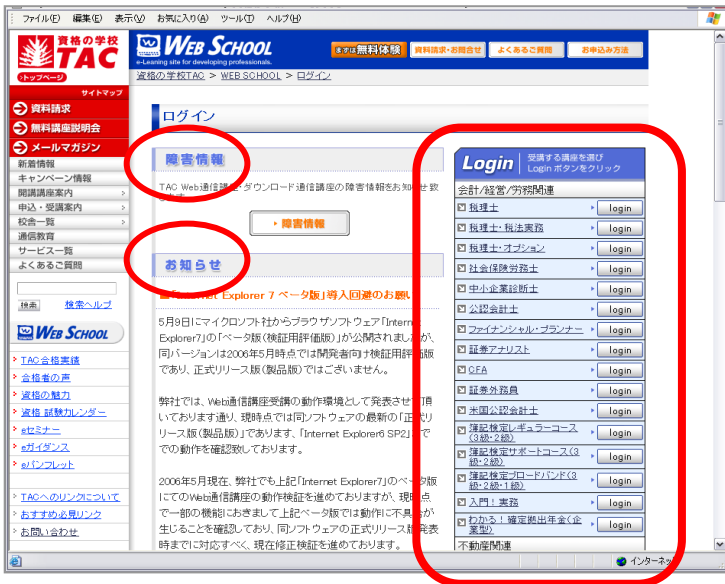 ファイル(F) 編集(E) 表示(V) お気に入り(A) ツール(T) ヘルプ(H)
資格の学校
TAC
トップページ
WEB SCHOOL
e-Learning site for developing professionals.
まずは無料体験
資料請求・お問合せ
よくあるご質問
お申込み方法
資格の学校TAC > WEB SCHOOL > ログイン
サイトマップ
資料請求
無料講座説明会
メールマガジン
新着情報
キャンペーン情報
開講講座案内
申込・受講案内
校舎一覧
通信教育
サービス一覧
よくあるご質問
検索 検索ヘルプ
WEB SCHOOL
TAC合格実績
合格者の声
資格の魅力
資格 試験カレンダー
eセミナー
eガイダンス
eパンフレット
TACへのリンクについて
おすすめ必見リンク
お問い合わせ
ログイン
障害情報
TAC Web通信講座・ダウンロード通信講座の障害情報をお知らせ致
障害情報
お知らせ
Explorer 7 ベータ版」導入回避のお願い
5月9日にマイクロソフト社からブラウザソフトウェア「Internet
Explorer7」の「ベータ版(検証用評価版)」が公開されましたが、
同バージョンは2006年5月時点では開発者向け検証用評価版
であり、正式リリース版(製品版)ではございません。
弊社では、Web通信講座受講の動作環境として発表させて頂
いております通り、現時点では同ソフトウェアの最新の「正式リ
リース版(製品版)」であります、「Internet Explorer6 SP2」まで
での動作を確認致しております。
2006年5月現在、弊社でも上記「Internet Explorer7」のベータ版
にてのWeb通信講座の動作検証を進めておりますが、現時点
で一部の機能におきまして上記ベータ版では動作に不具合が
生じることを確認しており、同ソフトウェアの正式リリース版発表
時までに対応すべく、現在修正検証を進めております。
Login
受講する講座を選び
Login ボタンをクリック
会計/経営/労務関連
税理士 login
税理士・税法実務 login
税理士・オプション login
社会保険労務士 login
中小企業診断士 login
公認会計士 login
ファイナンシャル・プランナー login
証券アナリスト login
CFA login
証券外務員 login
米国公認会計士 login
簿記検定レギュラーコース
(3級・2級) login
簿記検定サポートコース(3
級・2級) login
簿記検定ブロードバンド(3
級・2級・1級) login
入門!実務 login
わかる!確定拠出年金(企
業型) login
不動産関連
インターネット